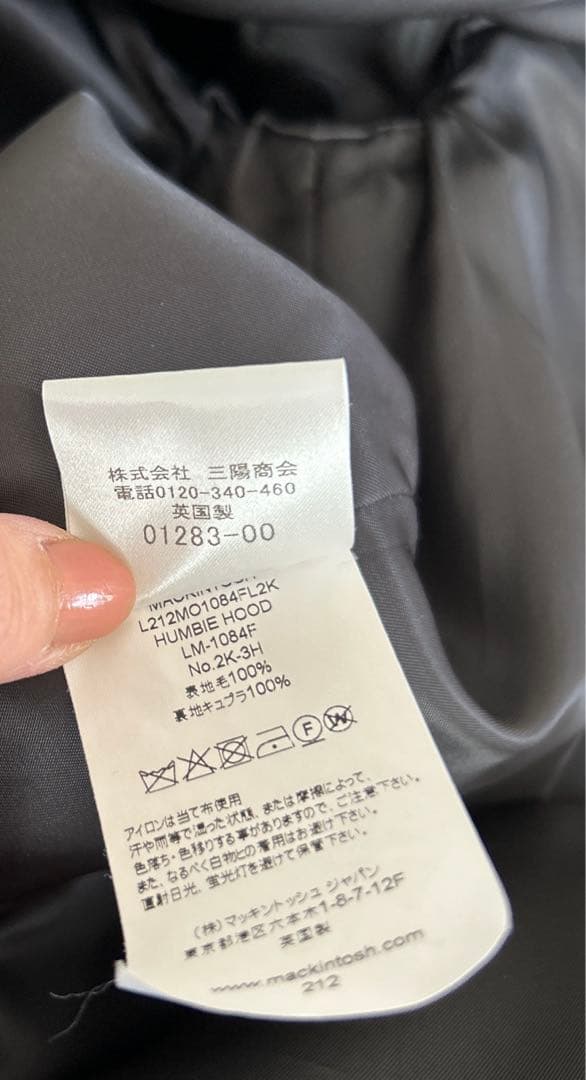 株式会社 三陽商会
電話0120-340-460
英国製
01283-00
MACKINTOSH
L212MO1084FL2K
HUMBIE HOOD
LM-1084F
No.2K-3H
表地毛100%
裏地キュプラ100%
F
W
アイロンは当て布使用
汗や雨等で湿った状態、または摩擦によって、
色落ち・色移りする事がありますので、ご注意下さい。
また、なるべく白物との着用はお避け下さい。
直射日光、蛍光灯を避けて保管下さい。
(株)マッキントッシュ ジャパン
東京都港区六本木1-8-7-12F
英国製
www.mackintosh.com
212